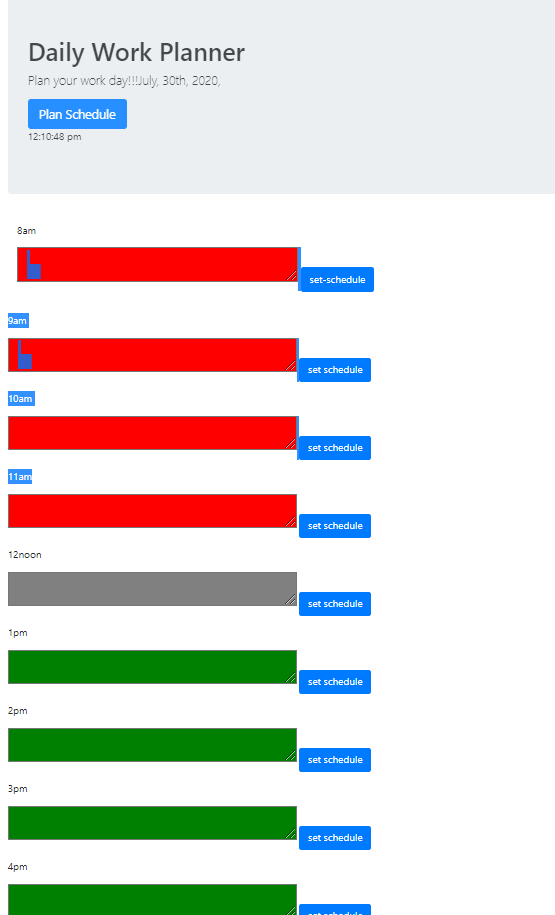 Daily Work Planner
Plan your work day!!!July, 30th, 2020,
Plan Schedule
12:10:48 pm
8am
set-schedule
9am
set schedule
10am
set schedule
11am
set schedule
12noon
set schedule
1pm
set schedule
2pm
set schedule
3pm
set schedule
4pm
set schedule